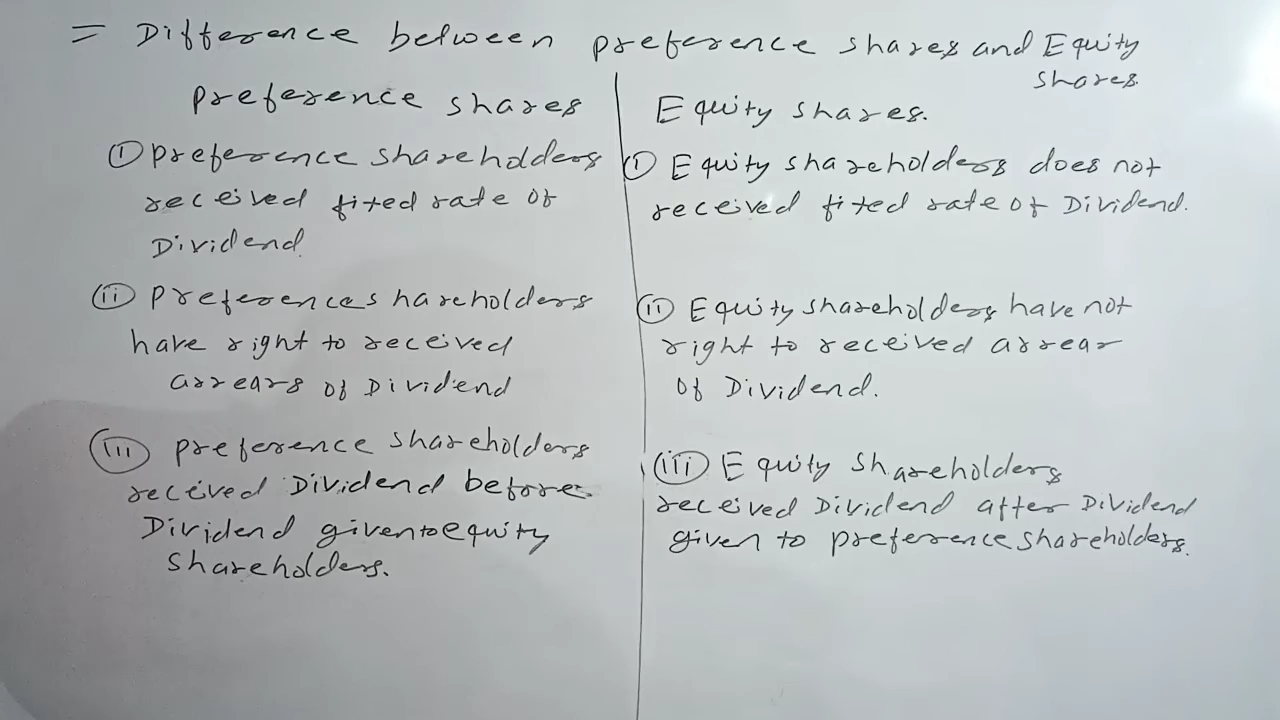 = Difference between preference shares and Equity shares.
preference shares
(i) preference shareholders
received fixed rate of
Dividend.
(ii) preference shareholders
have right to received
arrears of Dividend
(iii) preference shareholders
received Dividend before
Dividend given to equity
shareholders.
Equity shares.
(i) Equity shareholders does not
received fixed rate of Dividend.
(ii) Equity shareholders have not
right to received arrear
of Dividend.
(iii) Equity shareholders
received Dividend after Dividend
given to preference shareholders.